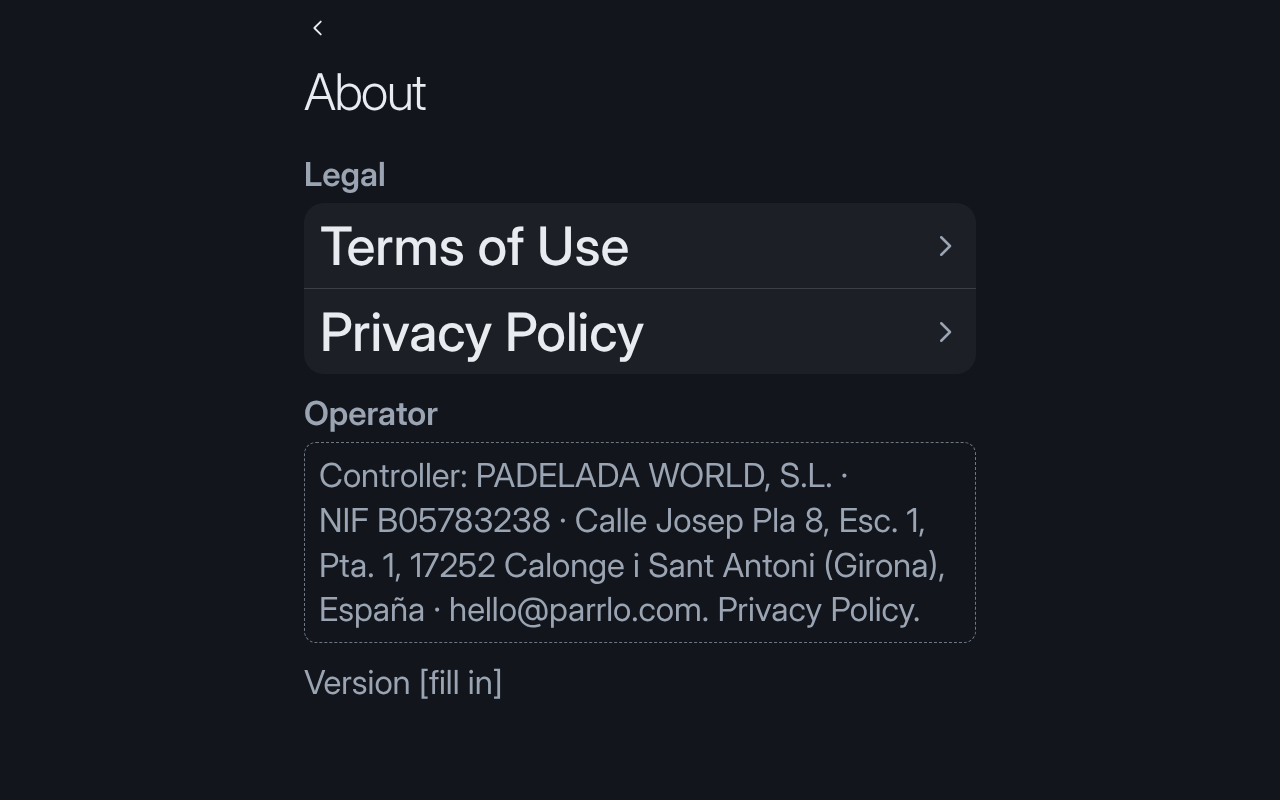 About
Legal
Terms of Use
Privacy Policy
Operator
Controller: PADELADA WORLD, S.L. ·
NIF B05783238 · Calle Josep Pla 8, Esc. 1,
Pta. 1, 17252 Calonge i Sant Antoni (Girona),
España · hello@parrlo.com. Privacy Policy.
Version [fill in]